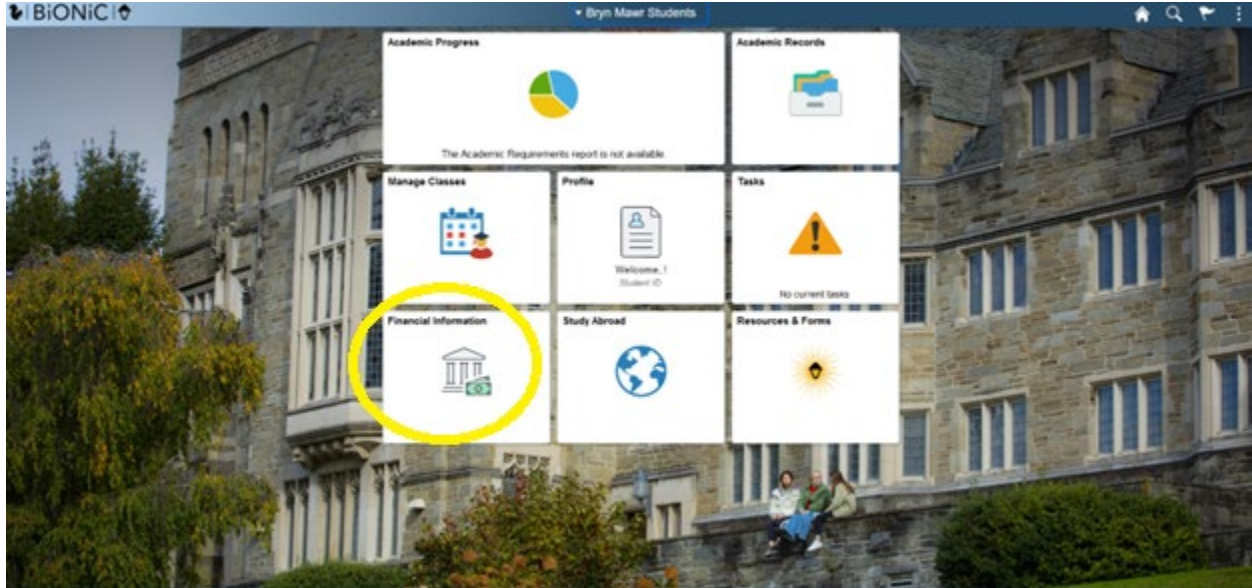 BiONiC
Bryn Mawr Students
Academic Progress
The Academic Requirements report is not available.
Academic Records
Manage Classes
Profile
Welcome, !
Student ID
Tasks
No current tasks
Financial Information
Study Abroad
Resources & Forms